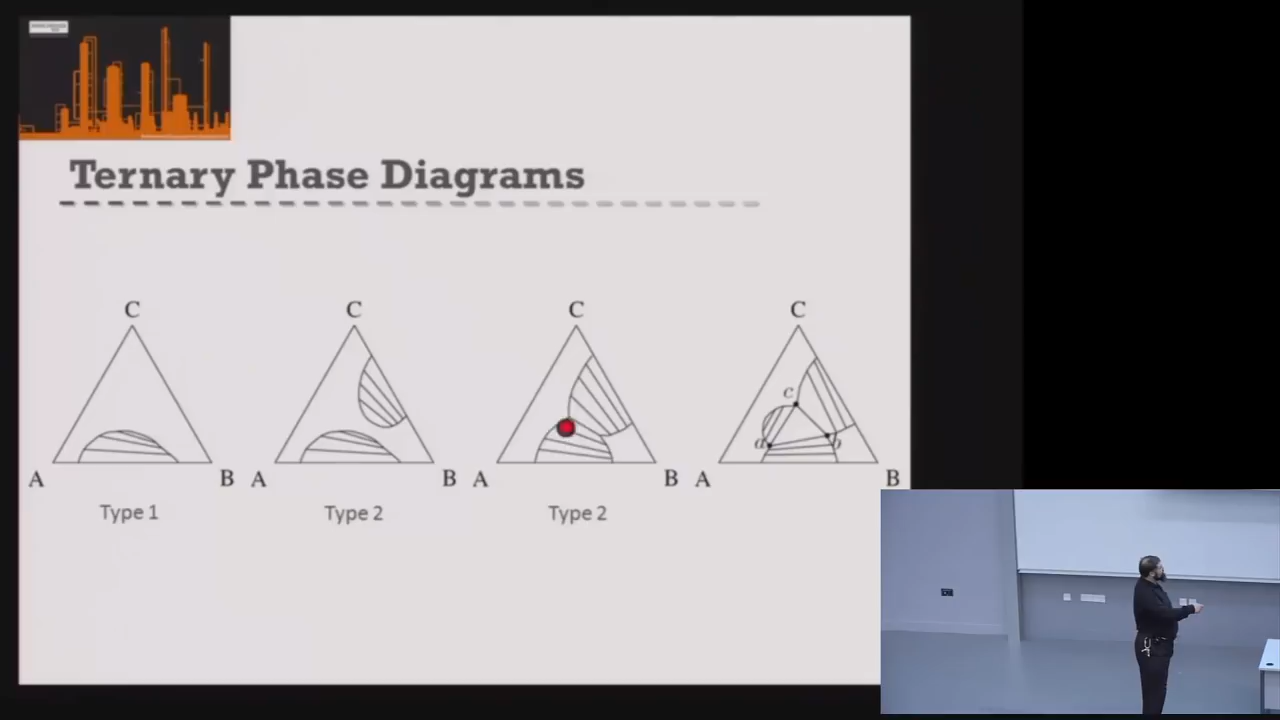 Ternary Phase Diagrams
C C C C
c
a b
A B A B A B A B
Type 1 Type 2 Type 2